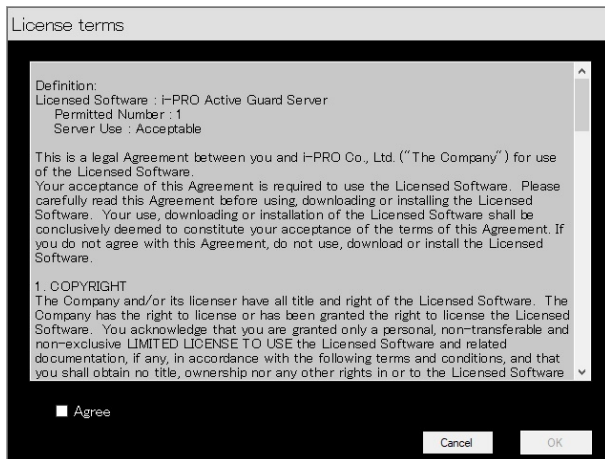 License terms
Definition:
Licensed Software : i-PRO Active Guard Server
Permitted Number : 1
Server Use : Acceptable
This is a legal Agreement between you and i-PRO Co., Ltd. ("The Company") for use
of the Licensed Software.
Your acceptance of this Agreement is required to use the Licensed Software. Please
carefully read this Agreement before using, downloading or installing the Licensed
Software. Your use, downloading or installation of the Licensed Software shall be
conclusively deemed to constitute your acceptance of the terms of this Agreement. If
you do not agree with this Agreement, do not use, download or install the Licensed
Software.
1. COPYRIGHT
The Company and/or its licenser have all title and right of the Licensed Software. The
Company has the right to license or has been granted the right to license the Licensed
Software. You acknowledge that you are granted only a personal, non-transferable and
non-exclusive LIMITED LICENSE TO USE the Licensed Software and related
documentation, if any, in accordance with the following terms and conditions, and that
you shall obtain no title, ownership nor any other rights in or to the Licensed Software
Agree
Cancel OK